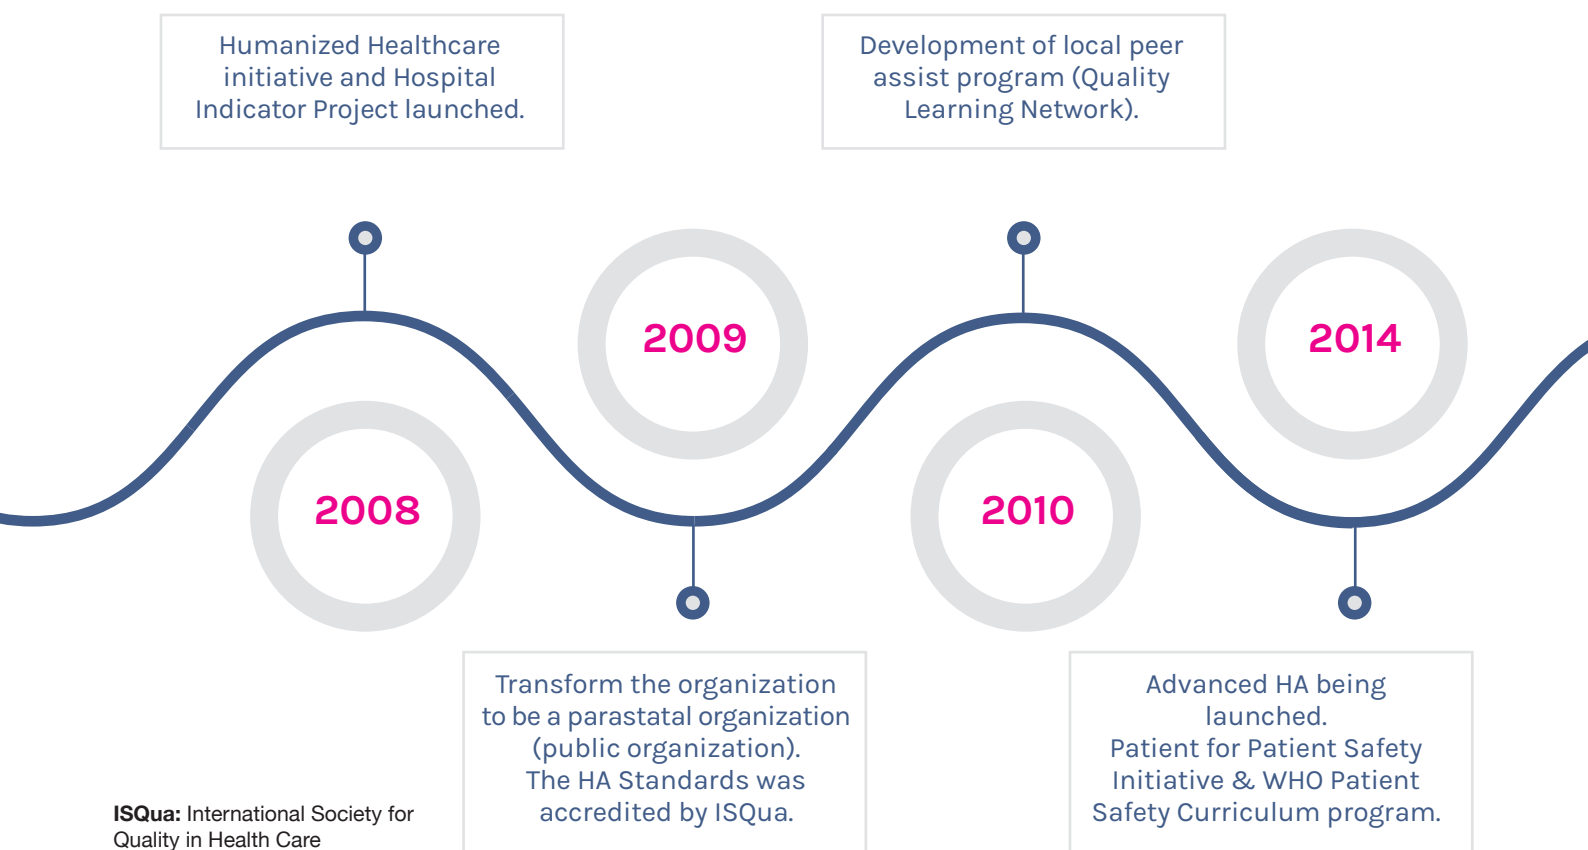 Humanized Healthcare
initiative and Hospital
Indicator Project launched.
Development of local peer
assist program (Quality
Learning Network).
2009
2014
2008
2010
Transform the organization
to be a parastatal organization
(public organization).
The HA Standards was
accredited by ISQua.
Advanced HA being
launched.
Patient for Patient Safety
Initiative & WHO Patient
Safety Curriculum program.
ISQua: International Society for
Quality in Health Care